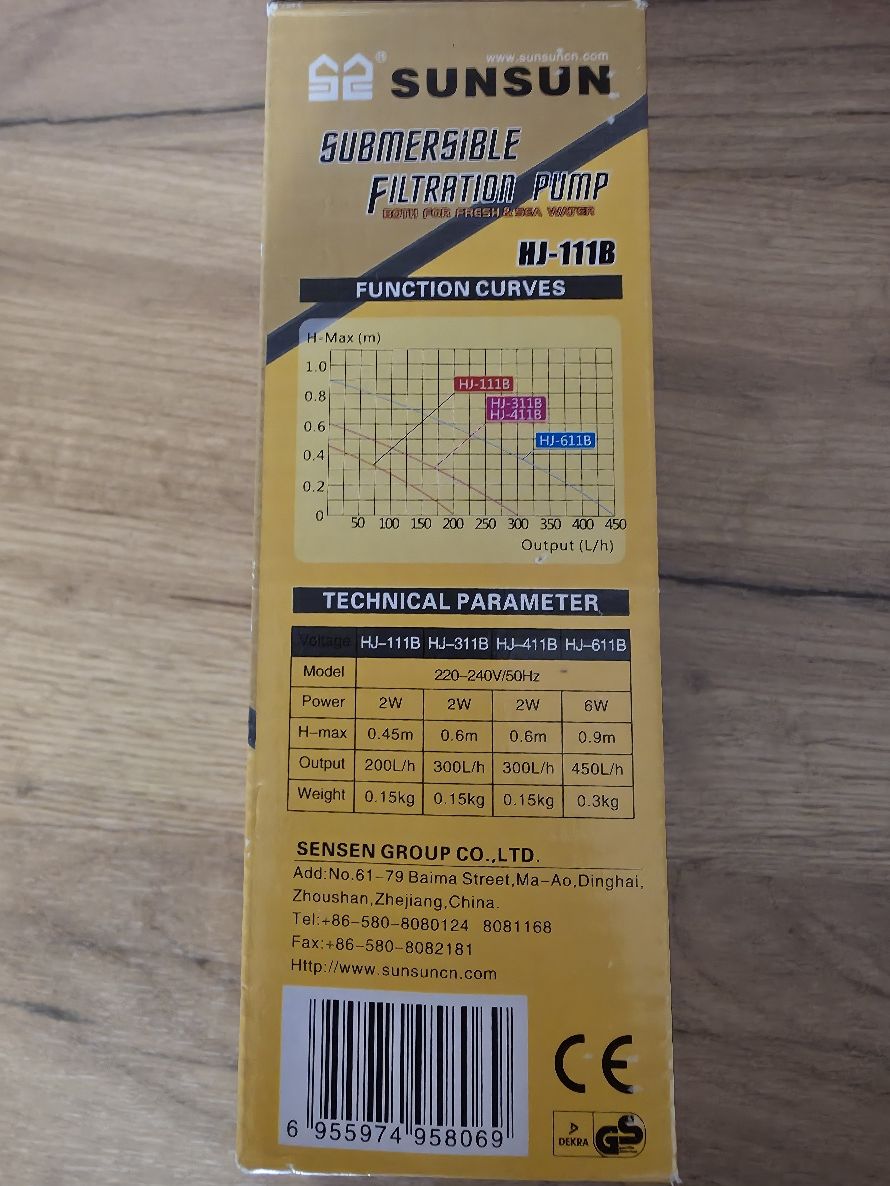 www.sunsuncn.com
® SUNSUN
SUBMERSIBLE
FILTRATION PUMP
BOTH FOR FRESH & SEA WATER
HJ-111B
FUNCTION CURVES
H-Max (m)
1.0
0.8
0.6
0.4
0.2
0
HJ-111B
HJ-311B
HJ-411B
HJ-611B
50 100 150 200 250 300 350 400 450
Output (L/h)
TECHNICAL PARAMETER
Voltage HJ-111B HJ-311B HJ-411B HJ-611B
Model 220-240V/50Hz
Power 2W 2W 2W 6W
H-max 0.45m 0.6m 0.6m 0.9m
Output 200L/h 300L/h 300L/h 450L/h
Weight 0.15kg 0.15kg 0.15kg 0.3kg
SENSEN GROUP CO.,LTD.
Add:No.61-79 Baima Street,Ma-Ao,Dinghai,
Zhoushan,Zhejiang,China.
Tel:+86-580-8080124 8081168
Fax:+86-580-8082181
Http://www.sunsuncn.com
6 955974 958069
CE
DEKRA GS